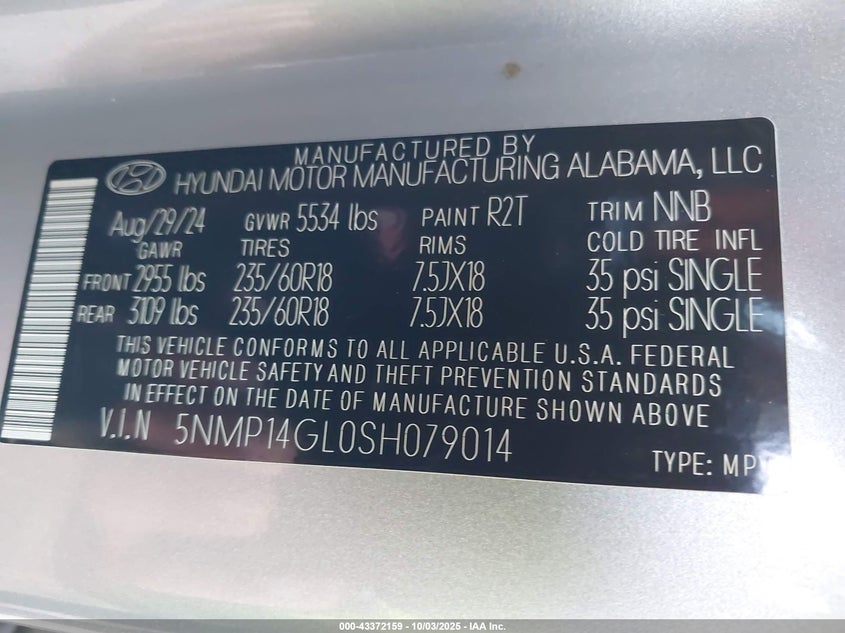 MANUFACTURED BY
HYUNDAI MOTOR MANUFACTURING ALABAMA, LLC
Aug/29/24 GVWR 5534 lbs PAINT R2T TRIM NNB
GAWR TIRES RIMS COLD TIRE INFL
FRONT 2955 lbs 235/60R18 7.5JX18 35 psi SINGLE
REAR 3109 lbs 235/60R18 7.5JX18 35 psi SINGLE
THIS VEHICLE CONFORMS TO ALL APPLICABLE U.S.A. FEDERAL
MOTOR VEHICLE SAFETY AND THEFT PREVENTION STANDARDS
IN EFFECT ON THE DATE OF MANUFACTURE SHOWN ABOVE
V.I.N 5NMP14GL0SH079014
TYPE: MPV
000-43372159 - 10/03/2025 - IAA Inc.